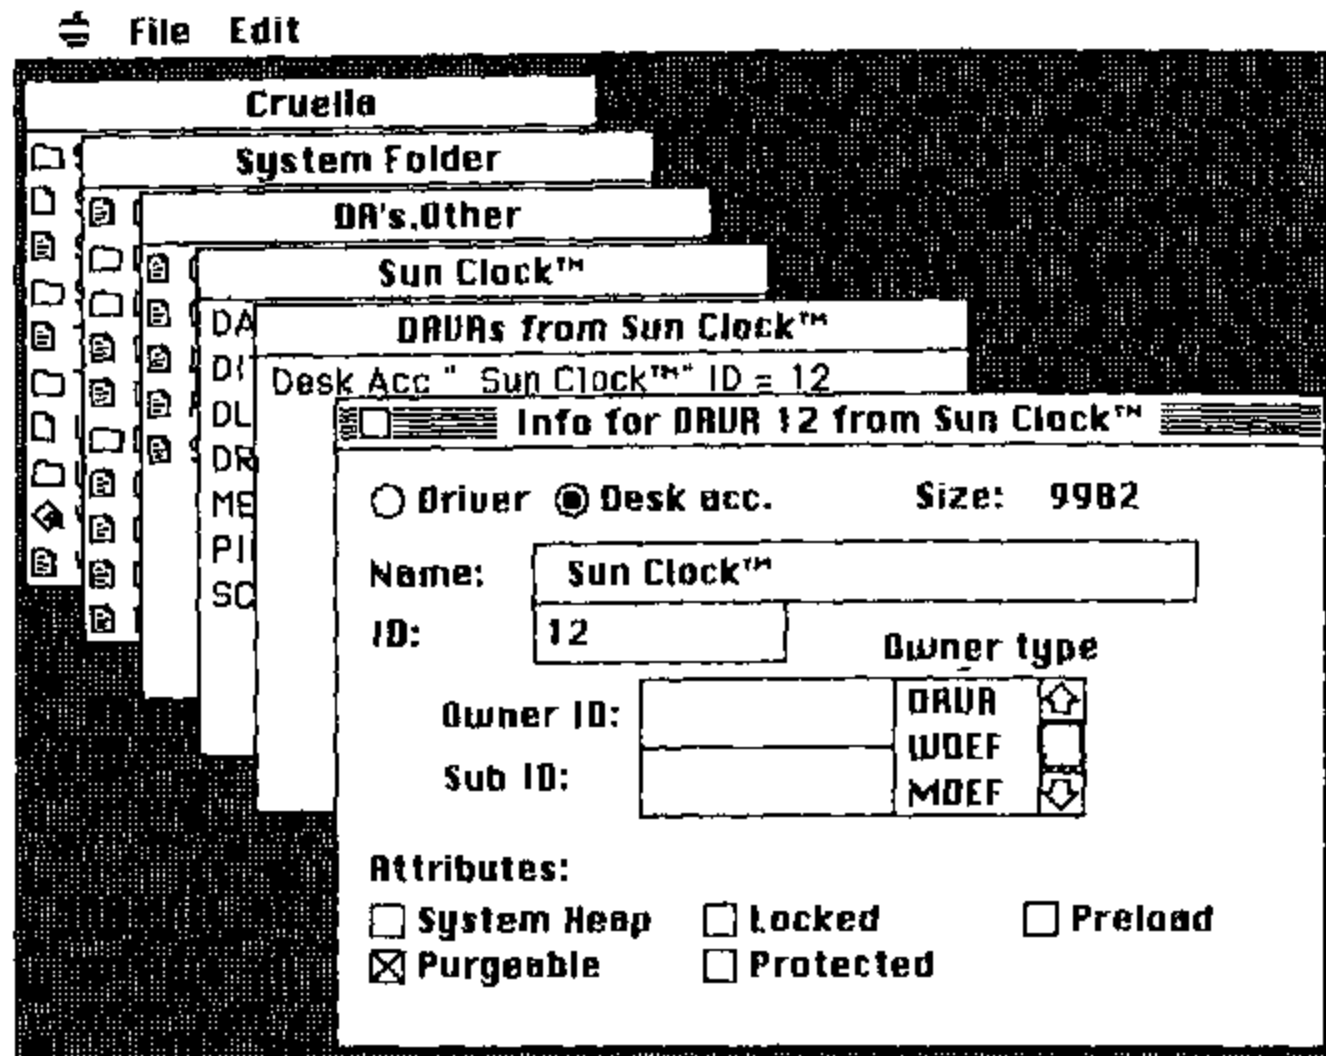 File Edit
Cruella
System Folder
DA's.Other
Sun Clock™
DRVRs from Sun Clock™
DA
Desk Acc " Sun Clock™" ID = 12
DL
Info for DRVR 12 from Sun Clock™
DR
Driver Desk acc. Size: 9982
ME
Name: Sun Clock™
SC
ID: 12
Owner type
Owner ID: DRVR
WDEF
Sub ID: MDEF
Attributes:
System Heap Locked Preload
Purgeable Protected